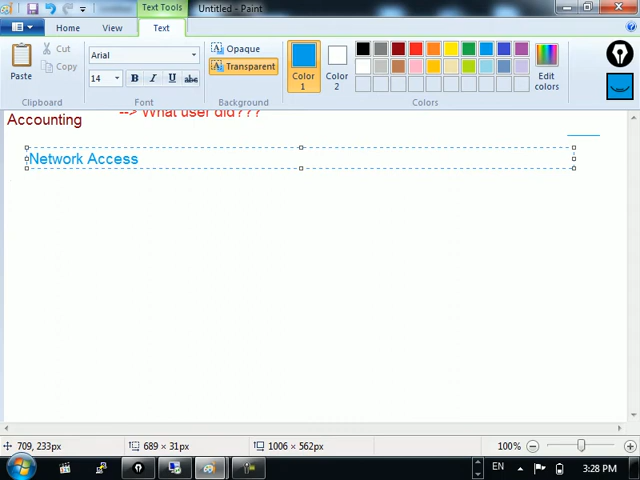 Text Tools
Untitled - Paint
Home
View
Text
Paste
Cut
Copy
Clipboard
Arial
14
B I U abc
Font
A Opaque
A Transparent
Background
Color 1
Color 2
Edit colors
Colors
Accounting --> What user did???
Network Access
709, 233px
689 × 31px
1006 × 562px
100%
EN
3:28 PM